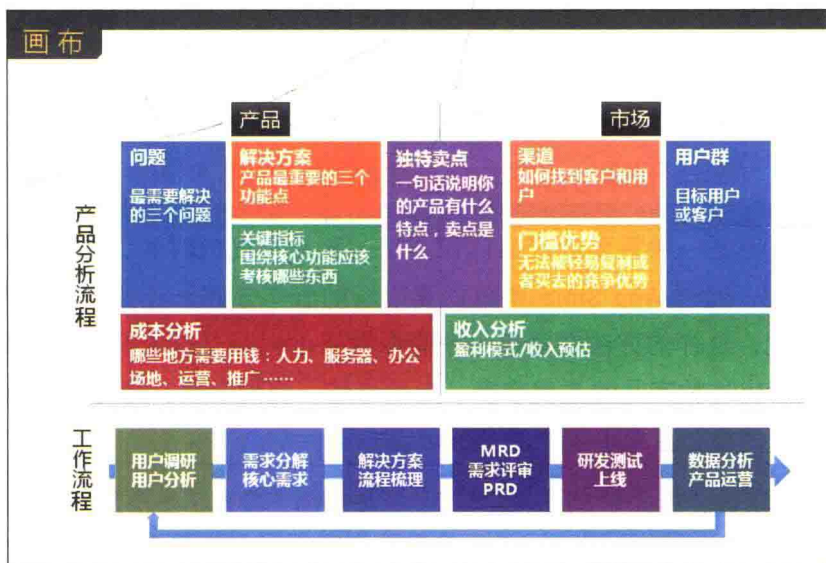 画布
产品
市场
产品分析流程
问题
最需要解决
的三个问题
解决方案
产品最重要的三个
功能点
关键指标
围绕核心功能应该
考核哪些东西
独特卖点
一句话说明你
的产品有什么
特点，卖点是
什么
渠道
如何找到客户和用
户
门槛优势
无法被轻易复制或
者买去的竞争优势
用户群
目标用户
或客户
成本分析
哪些地方需要用钱：人力、服务器、办公
场地、运营、推广……
收入分析
盈利模式/收入预估
工作流程
用户调研
用户分析
需求分解
核心需求
解决方案
流程梳理
MRD
需求评审
PRD
研发测试
上线
数据分析
产品运营